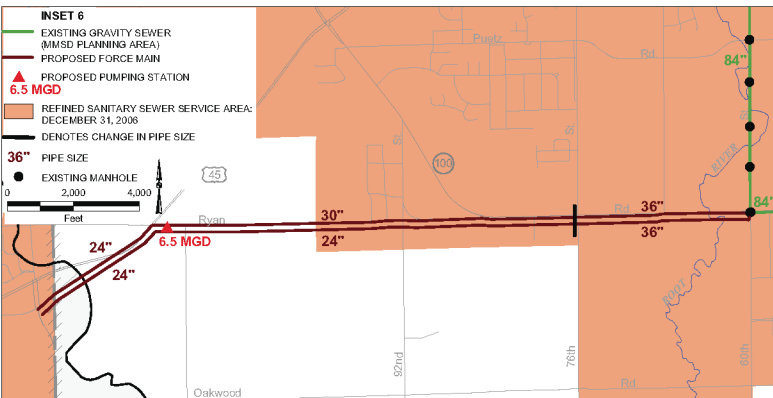 INSET 6
EXISTING GRAVITY SEWER
(MMSD PLANNING AREA)
PROPOSED FORCE MAIN
PROPOSED PUMPING STATION
6.5 MGD
REFINED SANITARY SEWER SERVICE AREA:
DECEMBER 31, 2006
DENOTES CHANGE IN PIPE SIZE
36" PIPE SIZE
EXISTING MANHOLE
0 2,000 4,000
Feet
Rd
84"
St
St
100
RIVER
45
Ryan
30"
Rd
36"
84"
6.5 MGD
24"
36"
24"
24"
ROOT
92nd
76th
60th
Oakwood
Rd